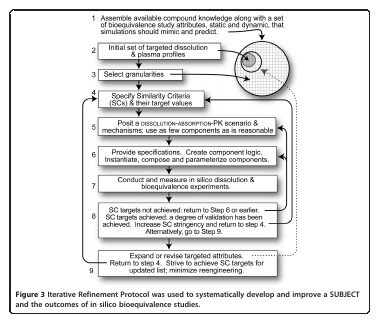 1 Assemble available compound knowledge along with a set
of bioequivalence study attributes, static and dynamic, that
simulations should mimic and predict.
2 Initial set of targeted dissolution
& plasma profiles
3 Select granularities
4 Specify Similarity Criteria
(SCs) & their target values
5 Posit a DISSOLUTION-ABSORPTION-PK scenario &
mechanisms; use as few components as is reasonable
6 Provide specifications. Create component logic.
Instantiate, compose and parameterize components.
7 Conduct and measure in silico dissolution &
bioequivalence experiments.
8 SC targets not achieved: return to Step 6 or earlier.
SC targets achieved: a degree of validation has been
achieved. Increase SC stringency and return to step 4.
Alternatively, go to Step 9.
Expand or revise targeted attributes.
Return to step 4. Strive to achieve SC targets for
9 updated list; minimize reengineering.
Figure 3 Iterative Refinement Protocol was used to systematically develop and improve a SUBJECT
and the outcomes of in silico bioequivalence studies.